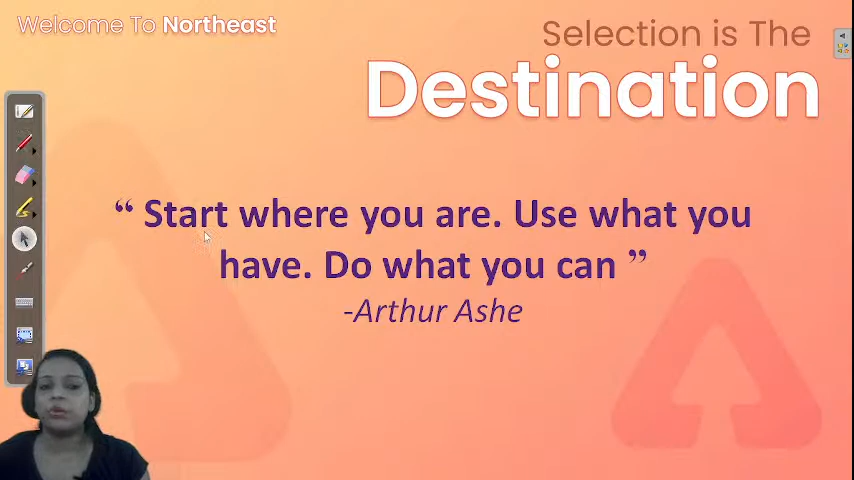 Welcome To Northeast
Selection is The
Destination
“ Start where you are. Use what you
have. Do what you can ”
-Arthur Ashe